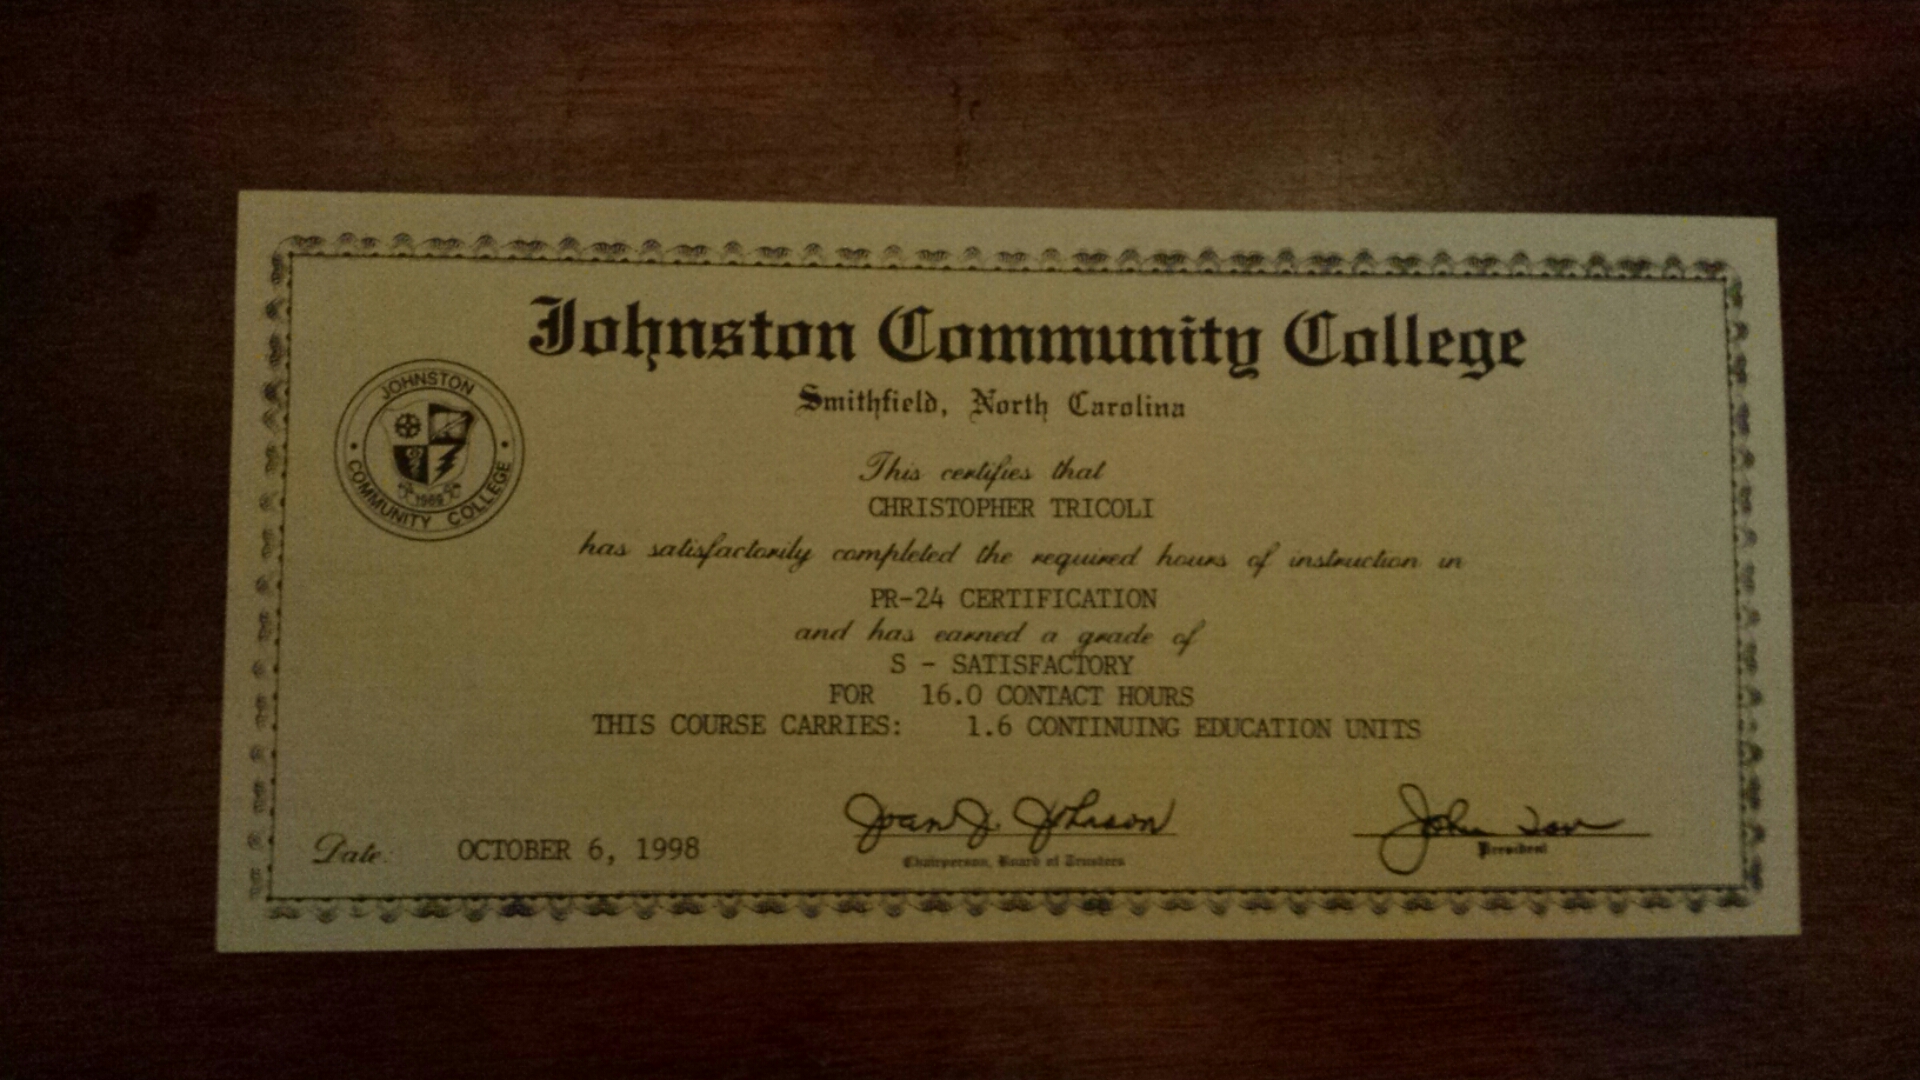 Johnston Community College
Smithfield, North Carolina
JOHNSTON
COMMUNITY COLLEGE
1969
This certifies that
CHRISTOPHER TRICOLI
has satisfactorily completed the required hours of instruction in
PR-24 CERTIFICATION
and has earned a grade of
S - SATISFACTORY
FOR 16.0 CONTACT HOURS
THIS COURSE CARRIES: 1.6 CONTINUING EDUCATION UNITS
Joan J. Johnson
John
Date: OCTOBER 6, 1998
Chairperson, Board of Trustees
President